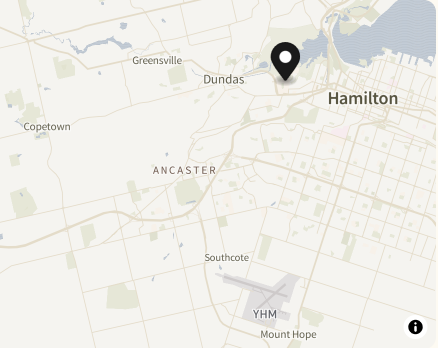 Greensville
Dundas
Hamilton
Copetown
ANCASTER
Southcote
YHM
Mount Hope